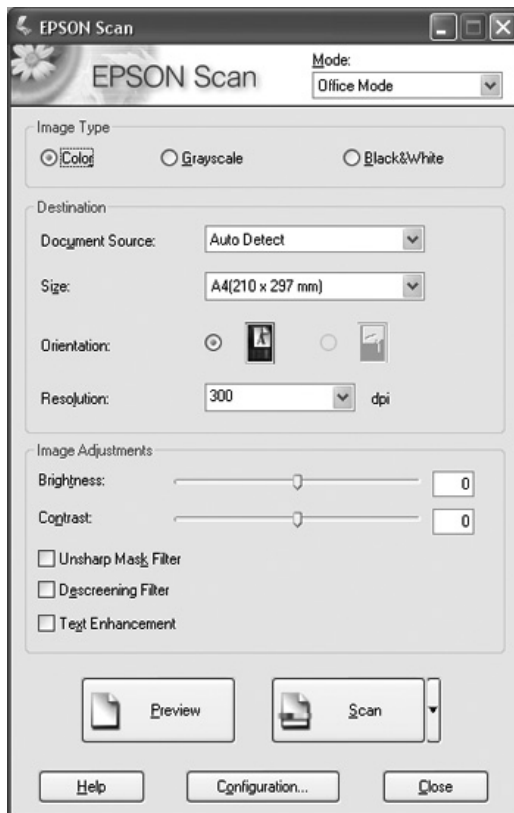 EPSON Scan
EPSON Scan
Mode:
Office Mode
Image Type
Color Grayscale Black&White
Destination
Document Source: Auto Detect
Size: A4(210 x 297 mm)
Orientation:
Resolution: 300 dpi
Image Adjustments
Brightness: 0
Contrast: 0
Unsharp Mask Filter
Descreening Filter
Text Enhancement
Preview Scan
Help Configuration... Close